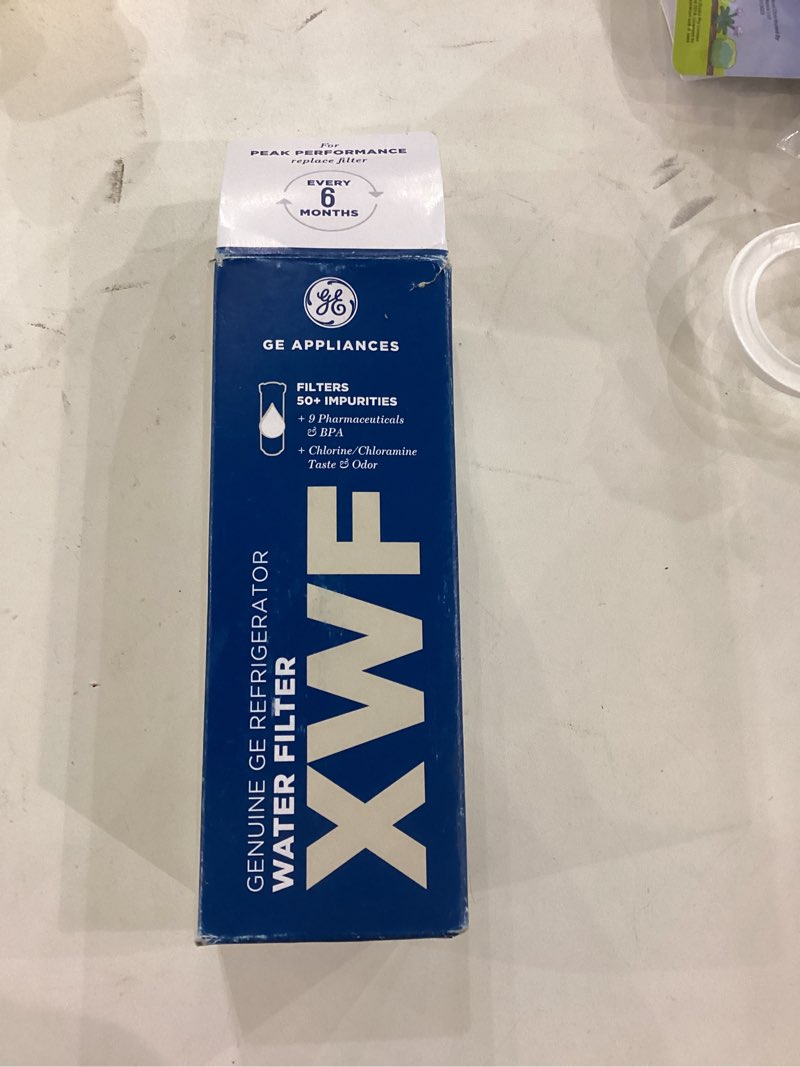 For
PEAK PERFORMANCE
replace filter
EVERY
6
MONTHS
GE
GE APPLIANCES
FILTERS
50+ IMPURITIES
+ 9 Pharmaceuticals
& BPA
+ Chlorine/Chloramine
Taste & Odor
GENUINE GE REFRIGERATOR
WATER FILTER
XWF